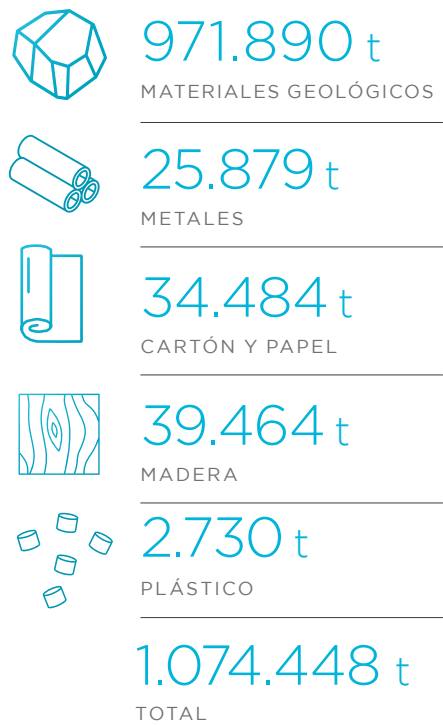 971.890 t
MATERIALES GEOLÓGICOS
25.879 t
METALES
34.484 t
CARTÓN Y PAPEL
39.464 t
MADERA
2.730 t
PLÁSTICO
1.074.448 t
TOTAL